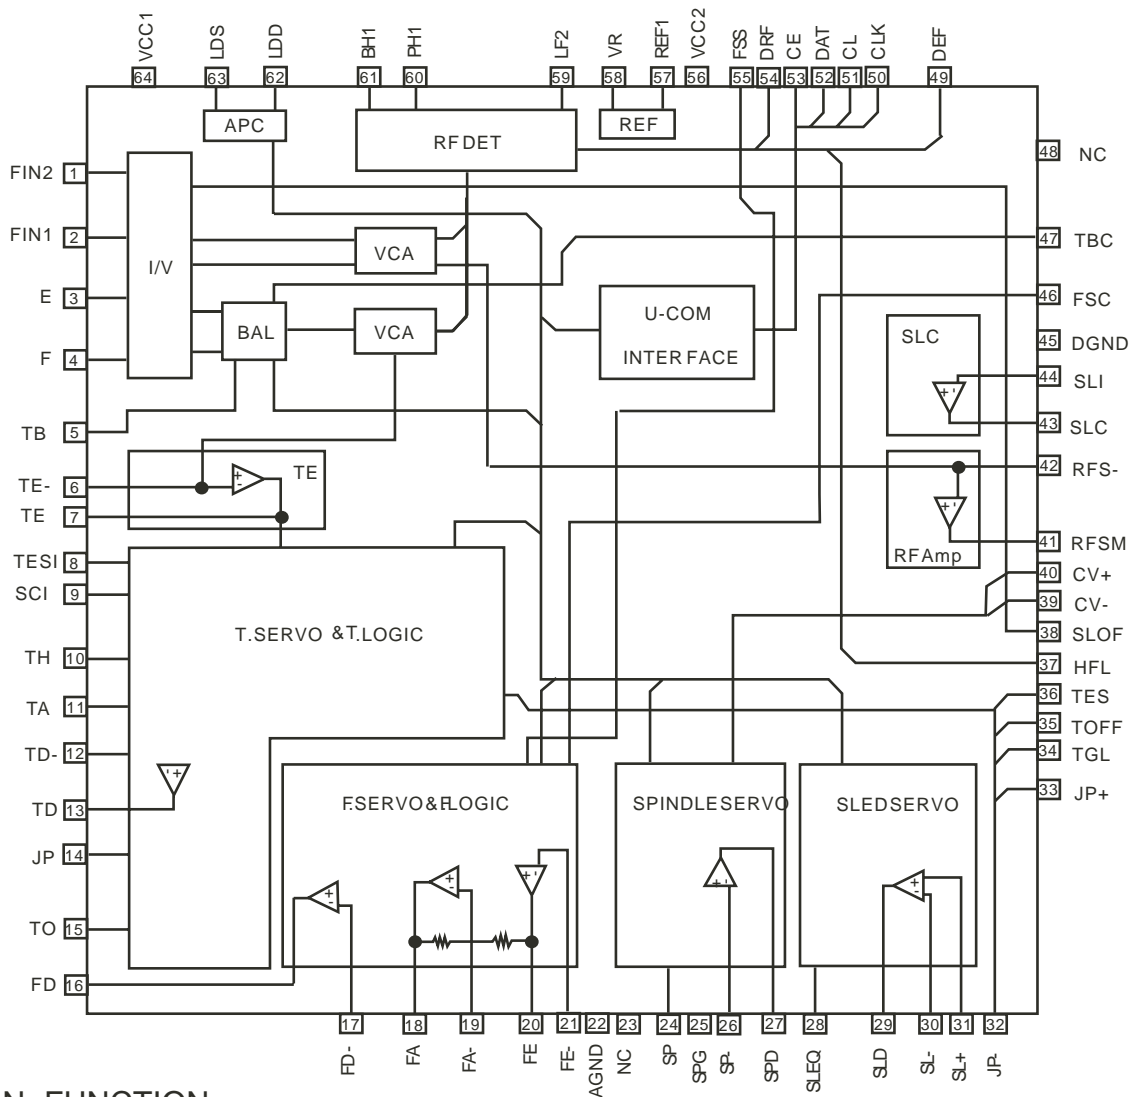 VCC1 LDS LDD BH1 PH1 LF2 VR REF1 VCC2 FSS DRF CE DAT CL CLK DEF
64 63 62 61 60 59 58 57 56 55 54 53 52 51 50 49
APC
RF DET
REF
FIN2 1
FIN1 2
E 3
F 4
TB 5
TE- 6
TE 7
TESI 8
SCI 9
TH 10
TA 11
TD- 12
TD 13
JP 14
TO 15
FD 16
I/V
VCA
BAL
VCA
U-COM
INTER FACE
SLC
+ -
TE
+
-
RF Amp
+ -
T.SERVO & T.LOGIC
- +
F.SERVO & F.LOGIC
+
-
+
-
+ -
SPINDLE SERVO
+ -
SLED SERVO
+
-
48 NC
47 TBC
46 FSC
45 DGND
44 SLI
43 SLC
42 RFS-
41 RFSM
40 CV+
39 CV-
38 SLOF
37 HFL
36 TES
35 TOFF
34 TGL
33 JP+
17 18 19 20 21 22 23 24 25 26 27 28 29 30 31 32
FD- FA FA- FE FE- AGND NC SP SPG SP- SPD SLEQ SLD SL- SL+ JP-
N FUNCTION